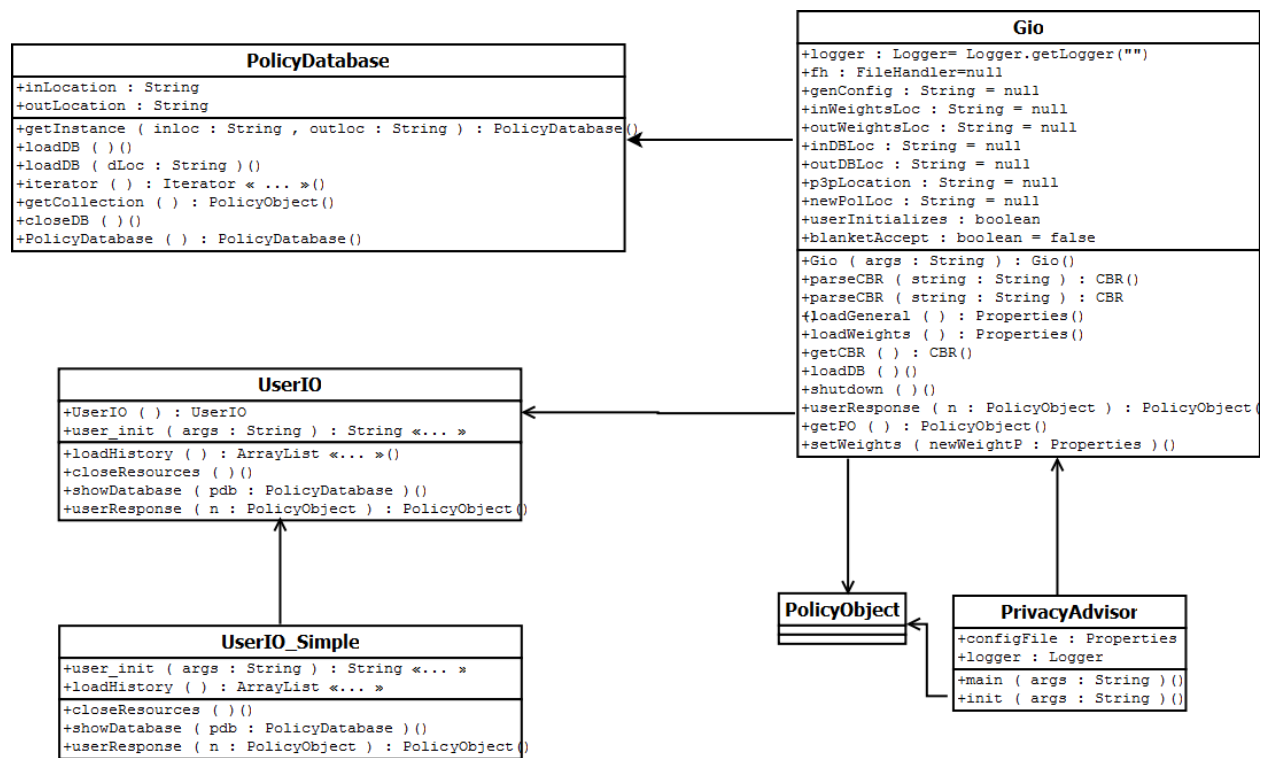 PolicyDatabase
+inLocation : String
+outLocation : String
+getInstance ( inloc : String , outloc : String ) : PolicyDatabase()
+loadDB ( )()
+loadDB ( dLoc : String )()
+iterator ( ) : Iterator « ... »()
+getCollection ( ) : PolicyObject()
+closeDB ( )()
+PolicyDatabase ( ) : PolicyDatabase()
Gio
+logger : Logger= Logger.getLogger("")
+fh : FileHandler=null
+genConfig : String = null
+inWeightsLoc : String = null
+outWeightsLoc : String = null
+inDBLoc : String = null
+outDBLoc : String = null
+p3pLocation : String = null
+newPolLoc : String = null
+userInitializes : boolean
+blanketAccept : boolean = false
+Gio ( args : String ) : Gio()
+parseCBR ( string : String ) : CBR()
+parseCBR ( string : String ) : CBR
+loadGeneral ( ) : Properties()
+loadWeights ( ) : Properties()
+getCBR ( ) : CBR()
+loadDB ( )()
+shutdown ( )()
+userResponse ( n : PolicyObject ) : PolicyObject(
+getPO ( ) : PolicyObject()
+setWeights ( newWeightP : Properties )()
UserIO
+UserIO ( ) : UserIO
+user_init ( args : String ) : String «... »
+loadHistory ( ) : ArrayList «... »()
+closeResources ( )()
+showDatabase ( pdb : PolicyDatabase )()
+userResponse ( n : PolicyObject ) : PolicyObject()
UserIO_Simple
+user_init ( args : String ) : String «... »
+loadHistory ( ) : ArrayList «... »
+closeResources ( )()
+showDatabase ( pdb : PolicyDatabase )()
+userResponse ( n : PolicyObject ) : PolicyObject()
PolicyObject
PrivacyAdvisor
+configFile : Properties
+logger : Logger
+main ( args : String )()
+init ( args : String )()